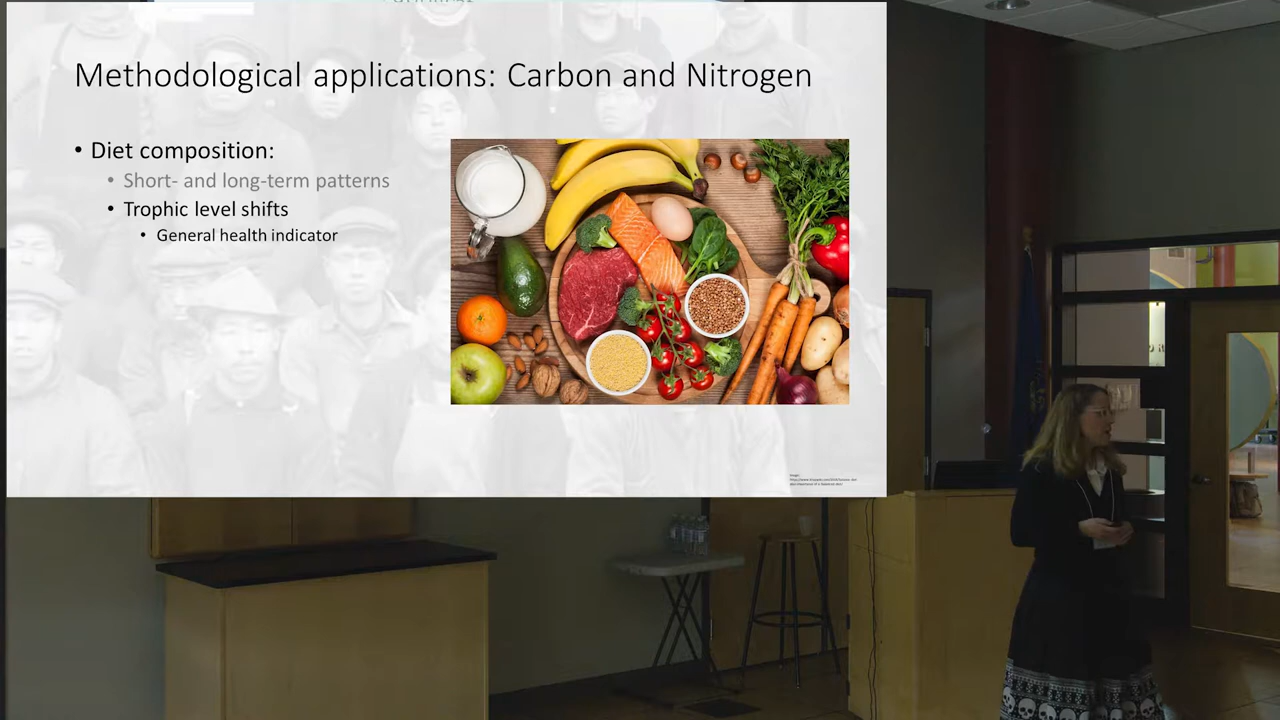 Methodological applications: Carbon and Nitrogen
• Diet composition:
• Short- and long-term patterns
• Trophic level shifts
• General health indicator